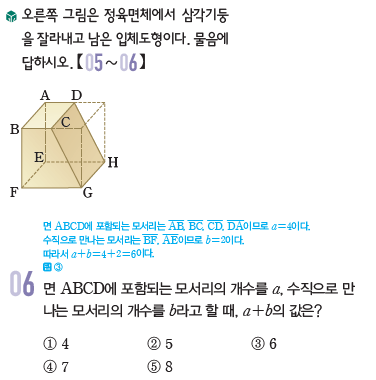 오른쪽 그림은 정육면체에서 삼각기둥
을 잘라내고 남은 입체도형이다. 물음에
답하시오.【05~06】
A D
B C
E H
F G
면 ABCD에 포함되는 모서리는 AB, BC, CD, DA이므로 a=4이다.
수직으로 만나는 모서리는 BF, AE이므로 b=2이다.
따라서 a+b=4+2=6이다.
답 ③
06 면 ABCD에 포함되는 모서리의 개수를 a, 수직으로 만
나는 모서리의 개수를 b라고 할 때, a+b의 값은?
① 4 ② 5 ③ 6
④ 7 ⑤ 8